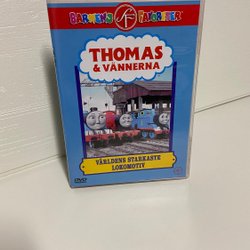 BARNENS FAVORITER
THOMAS
& VÄNNERNA
VÄRLDENS STARKASTE
LOKOMOTIV
DVD